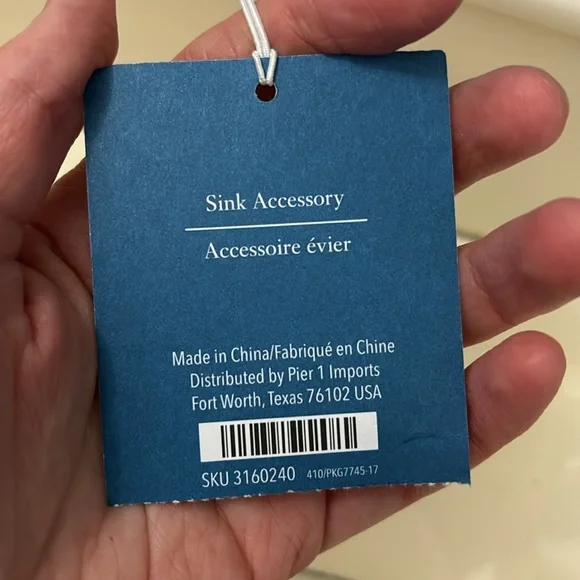 Sink Accessory
Accessoire évier
Made in China/Fabriqué en Chine
Distributed by Pier 1 Imports
Fort Worth, Texas 76102 USA
SKU 3160240 410/PKG7745-17